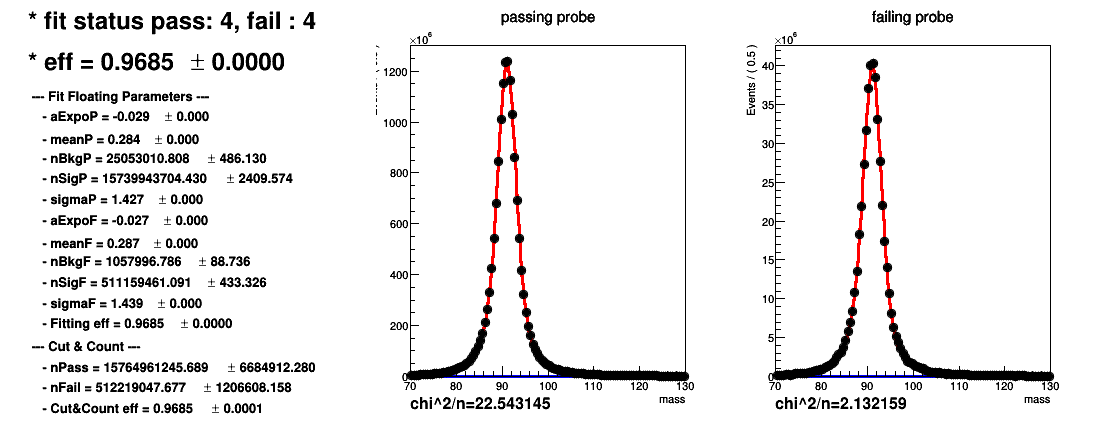 * fit status pass: 4, fail : 4
* eff = 0.9685 ± 0.0000
--- Fit Floating Parameters ---
- aExpoP = -0.029 ± 0.000
- meanP = 0.284 ± 0.000
- nBkgP = 25053010.808 ± 486.130
- nSigP = 15739943704.430 ± 2409.574
- sigmaP = 1.427 ± 0.000
- aExpoF = -0.027 ± 0.000
- meanF = 0.287 ± 0.000
- nBkgF = 1057996.786 ± 88.736
- nSigF = 511159461.091 ± 433.326
- sigmaF = 1.439 ± 0.000
- Fitting eff = 0.9685 ± 0.0000
--- Cut & Count ---
- nPass = 15764961245.689 ± 6684912.280
- nFail = 512219047.677 ± 1206608.158
- Cut&Count eff = 0.9685 ± 0.0001
passing probe
×10^6
1200
1000
800
600
400
200
0
70 80 90 100 110 120 130
mass
chi^2/n=22.543145
failing probe
×10^6
Events / ( 0.5 )
40
35
30
25
20
15
10
5
0
70 80 90 100 110 120 130
mass
chi^2/n=2.132159